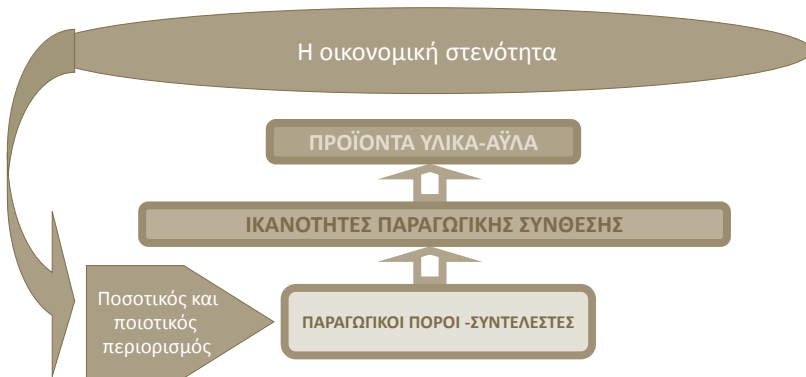 Η οικονομική στενότητα
ΠΡΟΪΟΝΤΑ ΥΛΙΚΑ-ΑΫΛΑ
ΙΚΑΝΟΤΗΤΕΣ ΠΑΡΑΓΩΓΙΚΗΣ ΣΥΝΘΕΣΗΣ
Ποσοτικός και
ποιοτικός
περιορισμός
ΠΑΡΑΓΩΓΙΚΟΙ ΠΟΡΟΙ -ΣΥΝΤΕΛΕΣΤΕΣ